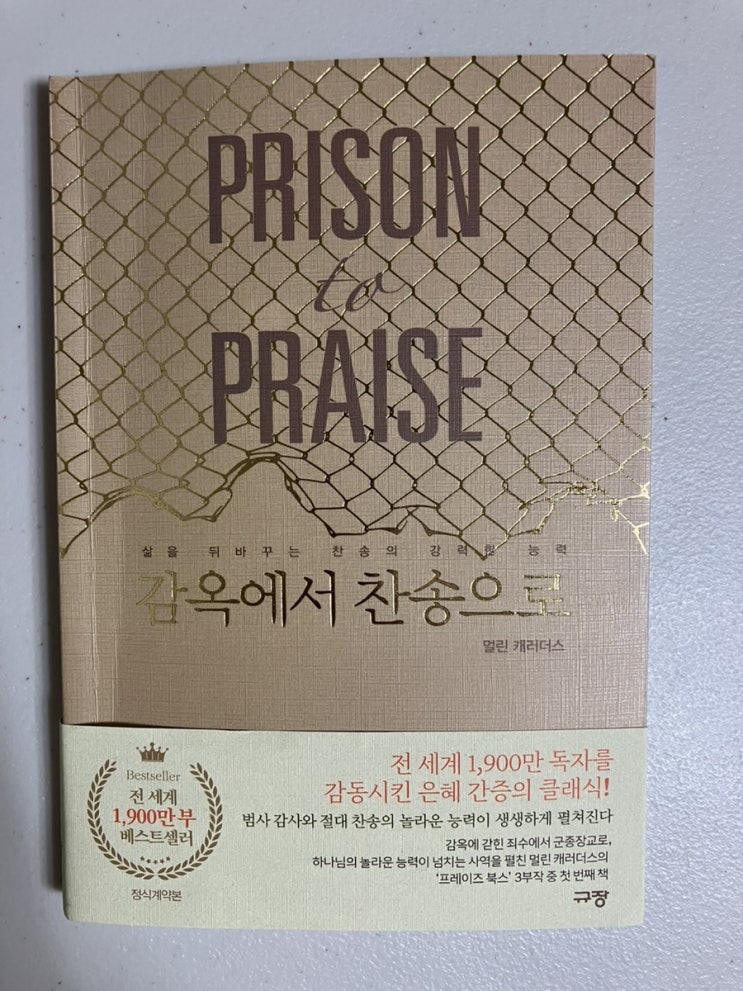 PRISON
to
PRAISE
삶을 뒤바꾸는 찬송의 강력한 능력
감옥에서 찬송으로
멀린 캐러더스
Bestseller
전 세계
1,900만 부
베스트셀러
정식계약본
전 세계 1,900만 독자를
감동시킨 은혜 간증의 클래식!
범사 감사와 절대 찬송의 놀라운 능력이 생생하게 펼쳐진다
감옥에 갇힌 죄수에서 군종장교로,
하나님의 놀라운 능력이 넘치는 사역을 펼친 멀린 캐러더스의
'프레이즈 북스' 3부작 중 첫 번째 책
규장